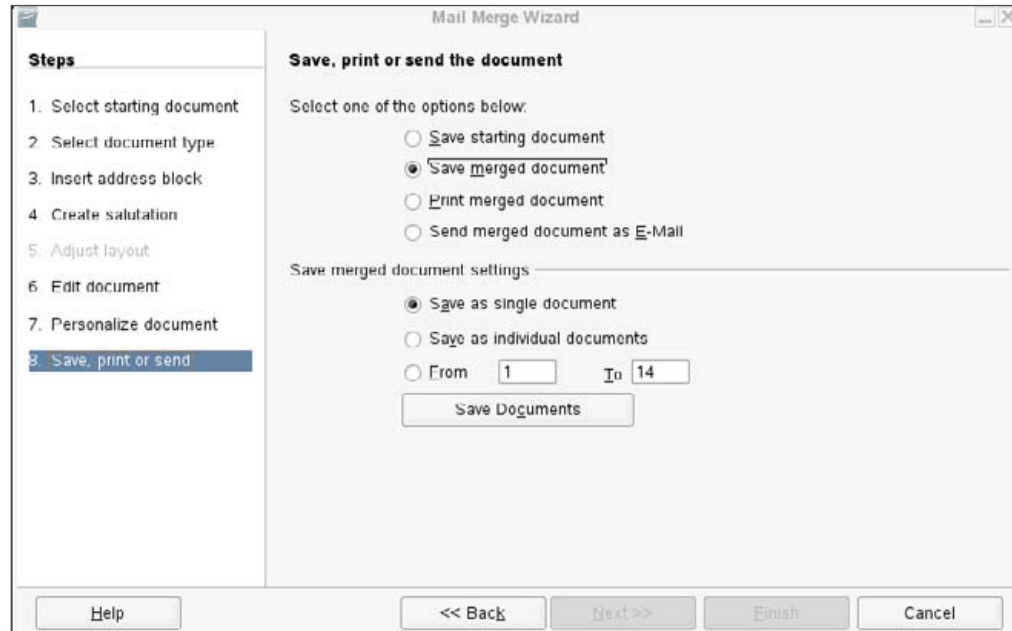 Mail Merge Wizard
Steps
1. Select starting document
2. Select document type
3. Insert address block
4. Create salutation
5. Adjust layout
6. Edit document
7. Personalize document
8. Save, print or send
Save, print or send the document
Select one of the options below:
Save starting document
Save merged document
Print merged document
Send merged document as E-Mail
Save merged document settings
Save as single document
Save as individual documents
From 1 To 14
Save Documents
Help << Back Next >> Finish Cancel